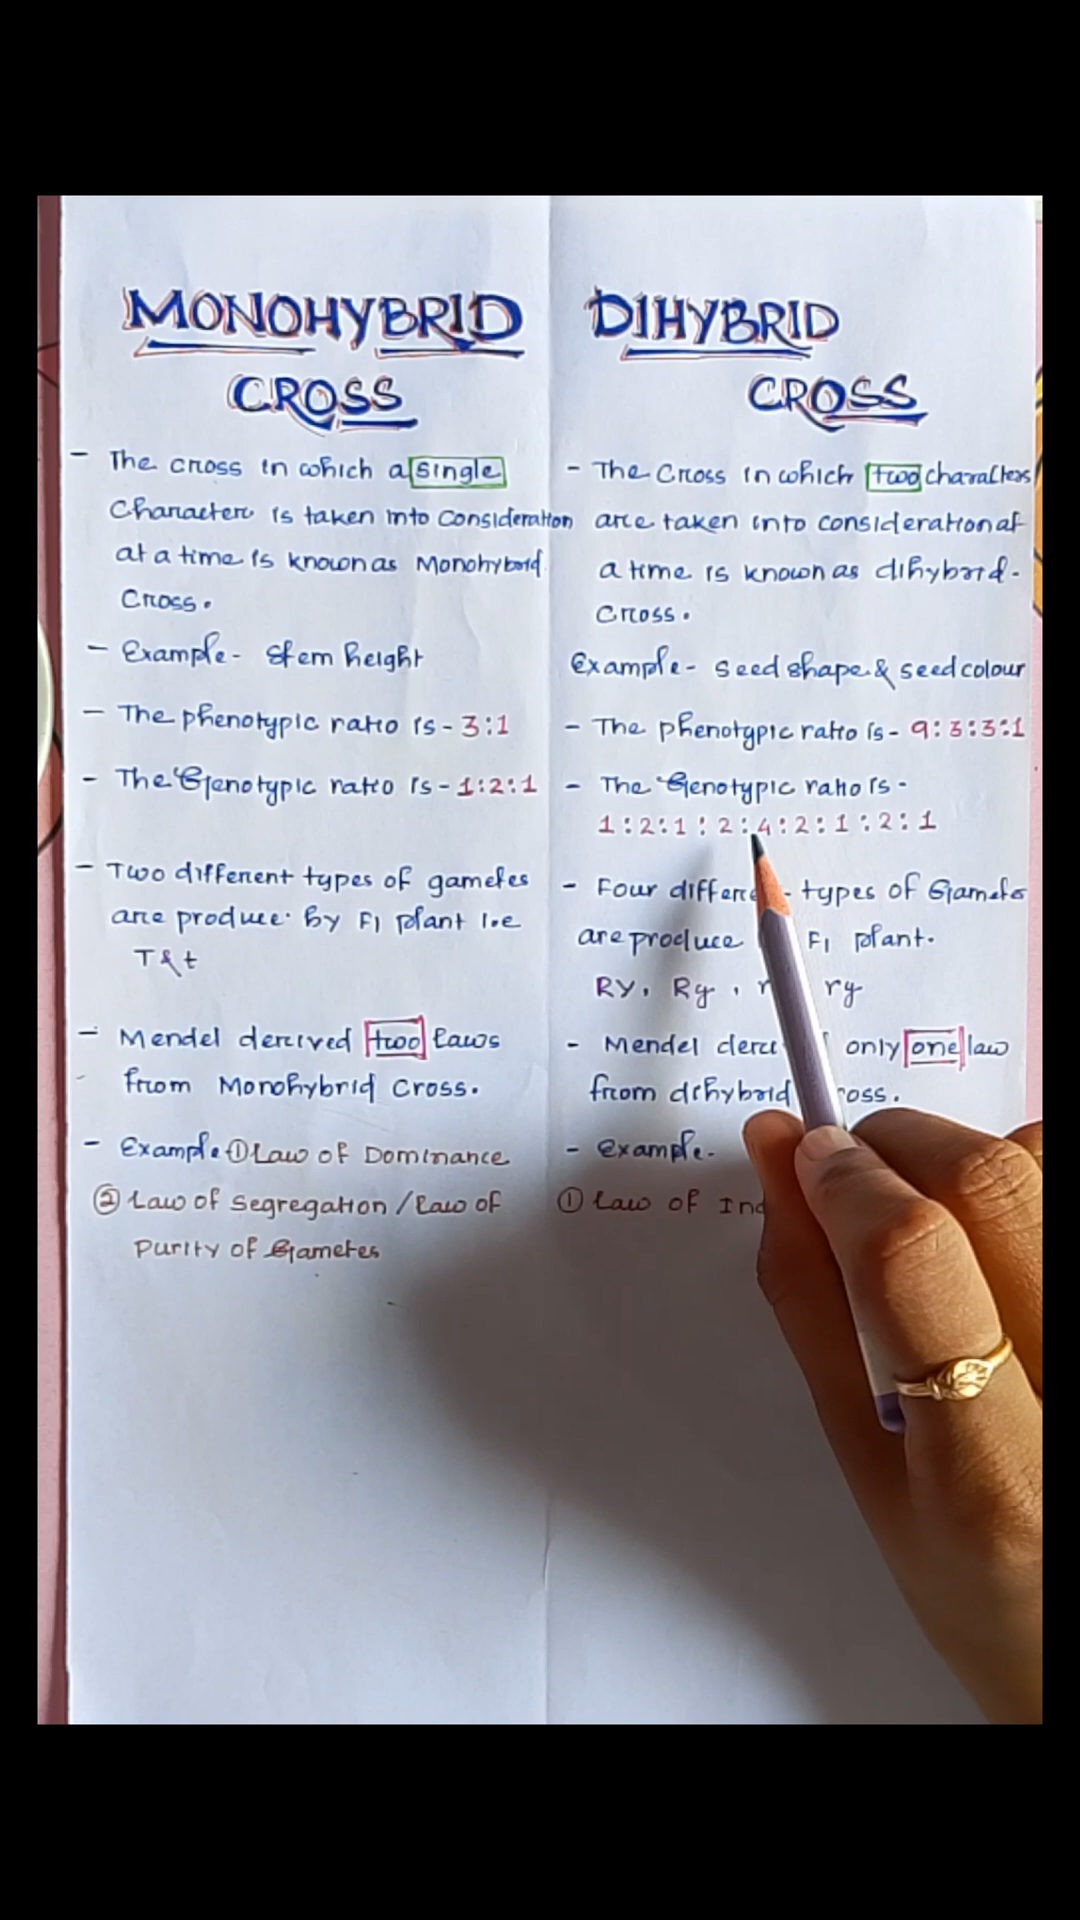 MONOHYBRID
CROSS
- The cross in which a single
Character is taken into Consideration
at a time is known as Monohybrid
Cross.
- Example- Stem height
- The phenotypic ratio is - 3:1
- The Genotypic ratio is - 1:2:1
- Two different types of gametes
are produce by F1 plant i.e
T & t
- Mendel derived two laws
from Monohybrid Cross.
- Example ① Law of Dominance
② Law of Segregation / Law of
Purity of Gametes
DIHYBRID
CROSS
- The Cross in which two characters
are taken into consideration at
a time is known as dihybrid-
Cross.
Example- seed shape & seed colour
- The phenotypic ratio is - 9:3:3:1
- The Genotypic ratio is -
1:2:1:2:4:2:1:2:1
- Four types of Gametes
are produce F1 plant.
RY, Ry, ry
- Mendel only one law
from dihybrid
- Example-
① Law of